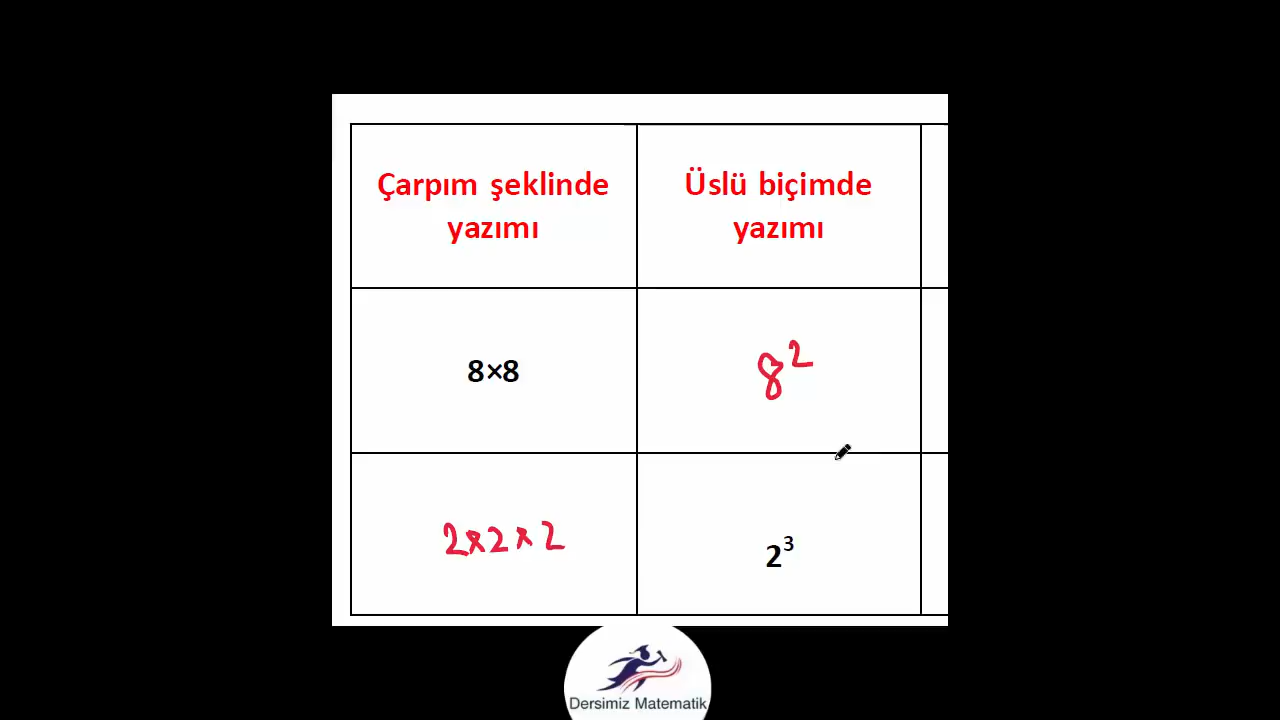 Çarpım şeklinde
yazımı
Üslü biçimde
yazımı
8×8
8²
2×2×2
2³
Dersimiz Matematik